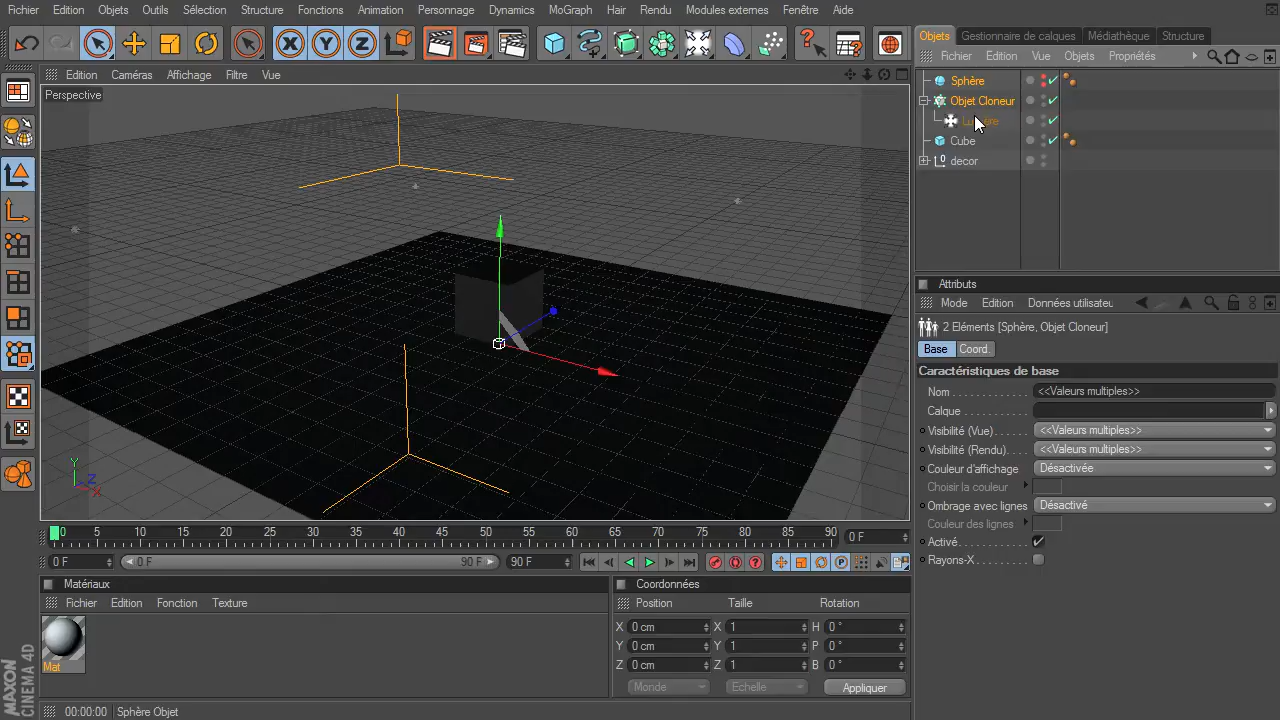 Fichier Edition Objets Outils Sélection Structure Fonctions Animation Personnage Dynamics MoGraph Hair Rendu Modules externes Fenêtre Aide
Objets Gestionnaire de calques Médiathèque Structure
Fichier Edition Vue Objets Propriétés
Edition Caméras Affichage Filtre Vue
Perspective
Sphère
Objet Cloneur
Cube
decor
Attributs
Mode Edition Données utilisateu
2 Eléments [Sphère, Objet Cloneur]
Base Coord.
Caractéristiques de base
Nom <<Valeurs multiples>>
Calque
Visibilité (Vue) <<Valeurs multiples>>
Visibilité (Rendu) <<Valeurs multiples>>
Couleur d'affichage Désactivée
Choisir la couleur
Ombrage avec lignes Désactivé
Couleur des lignes
Activé
Rayons-X
Y
Z
X
0 5 10 15 20 25 30 35 40 45 50 55 60 65 70 75 80 85 90 0 F
0 F 0 F 90 F 90 F
Matériaux
Fichier Edition Fonction Texture
Mat
Coordonnées
Position Taille Rotation
X 0 cm X 1 H 0 °
Y 0 cm Y 1 P 0 °
Z 0 cm Z 1 B 0 °
Monde Echelle Appliquer
MAXON
CINEMA 4D
00:00:00 Sphère Objet